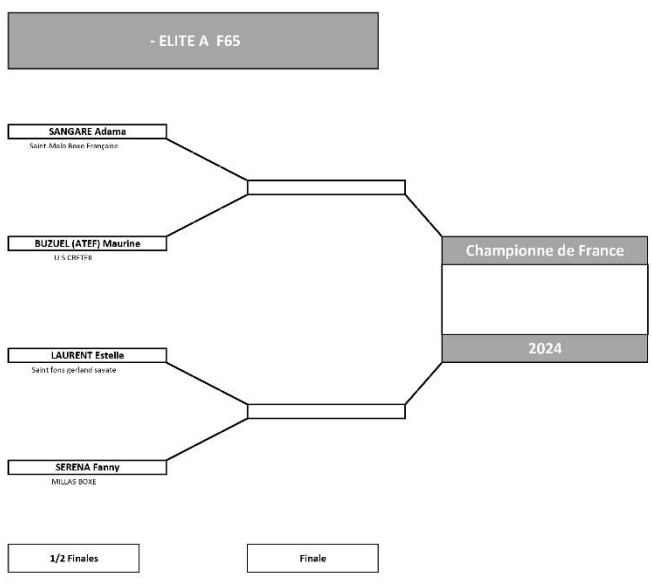 - ELITE A F65
SANGARE Adama
Saint-Malo Boxe Française
BUZUEL (ATEF) Maurine
U S CRETEIL
Championne de France
2024
LAURENT Estelle
Saint fons gerland savate
SERENA Fanny
MILLAS BOXE
1/2 Finales
Finale